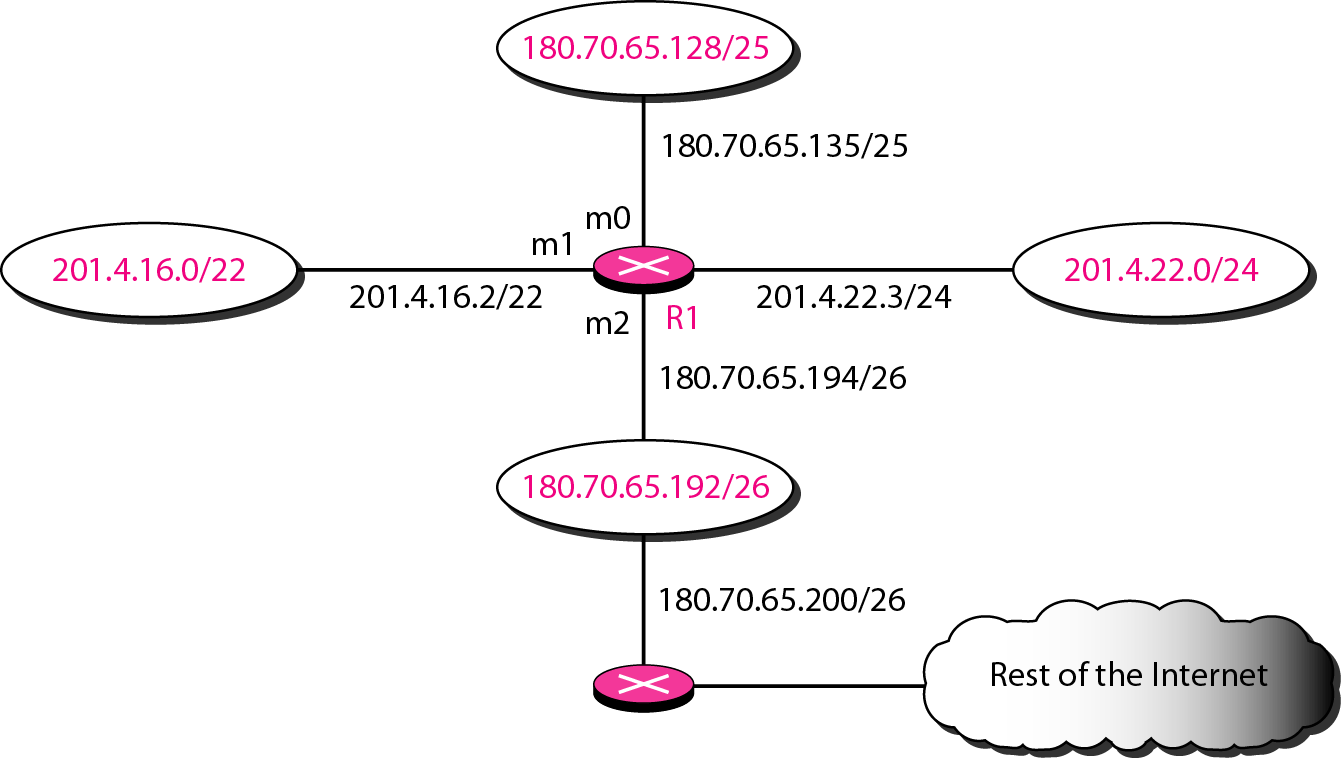 180.70.65.128/25
180.70.65.135/25
m0
m1
201.4.16.0/22
201.4.22.0/24
201.4.16.2/22
201.4.22.3/24
m2
R1
180.70.65.194/26
180.70.65.192/26
180.70.65.200/26
Rest of the Internet